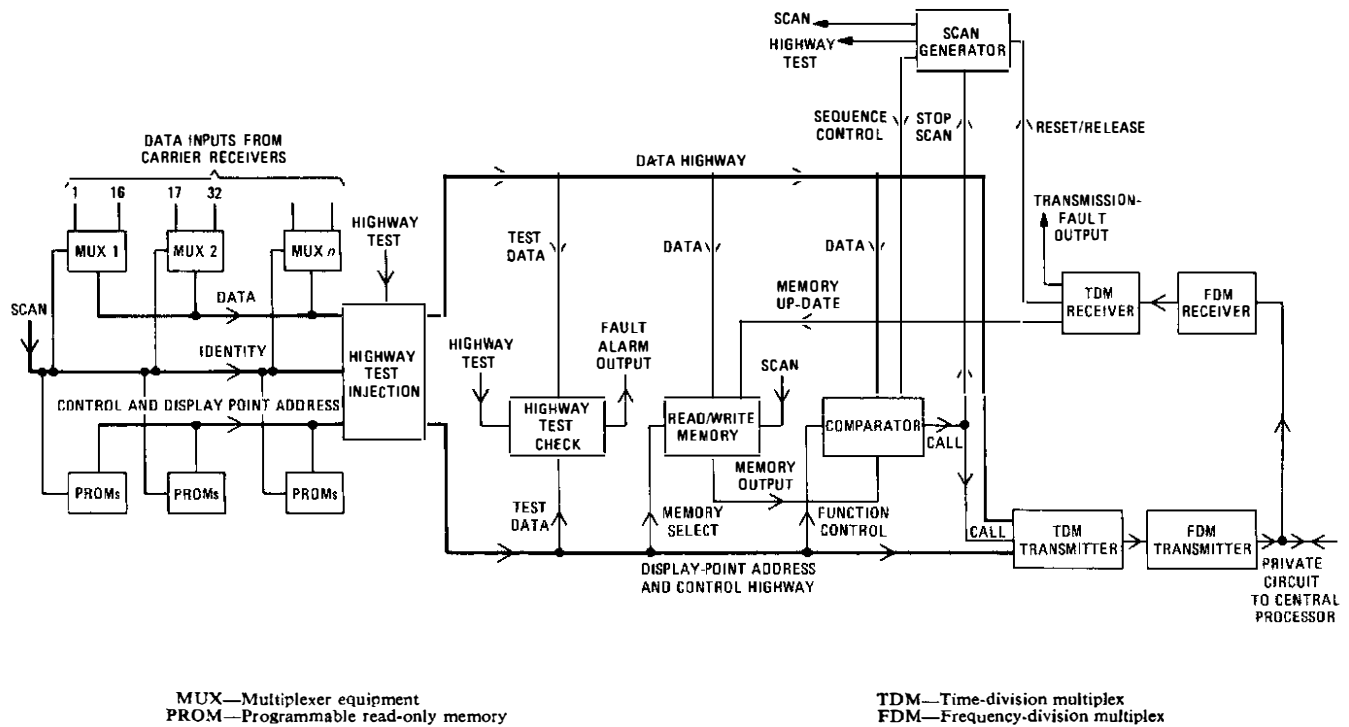 SCAN
HIGHWAY
TEST
SCAN
GENERATOR
SEQUENCE
CONTROL
STOP
SCAN
RESET/RELEASE
DATA INPUTS FROM
CARRIER RECEIVERS
1
16
17
32
MUX 1
MUX 2
MUX n
HIGHWAY
TEST
DATA HIGHWAY
TEST
DATA
DATA
DATA
TRANSMISSION-
FAULT
OUTPUT
SCAN
DATA
IDENTITY
CONTROL AND DISPLAY POINT ADDRESS
HIGHWAY
TEST
INJECTION
MEMORY
UP-DATE
TDM
RECEIVER
FDM
RECEIVER
HIGHWAY
TEST
FAULT
ALARM
OUTPUT
SCAN
HIGHWAY
TEST
CHECK
READ/WRITE
MEMORY
COMPARATOR
CALL
PROMs
PROMs
PROMs
TEST
DATA
MEMORY
SELECT
MEMORY
OUTPUT
FUNCTION
CONTROL
CALL
TDM
TRANSMITTER
FDM
TRANSMITTER
DISPLAY-POINT ADDRESS
AND CONTROL HIGHWAY
PRIVATE
CIRCUIT
TO CENTRAL
PROCESSOR
MUX—Multiplexer equipment
PROM—Programmable read-only memory
TDM—Time-division multiplex
FDM—Frequency-division multiplex